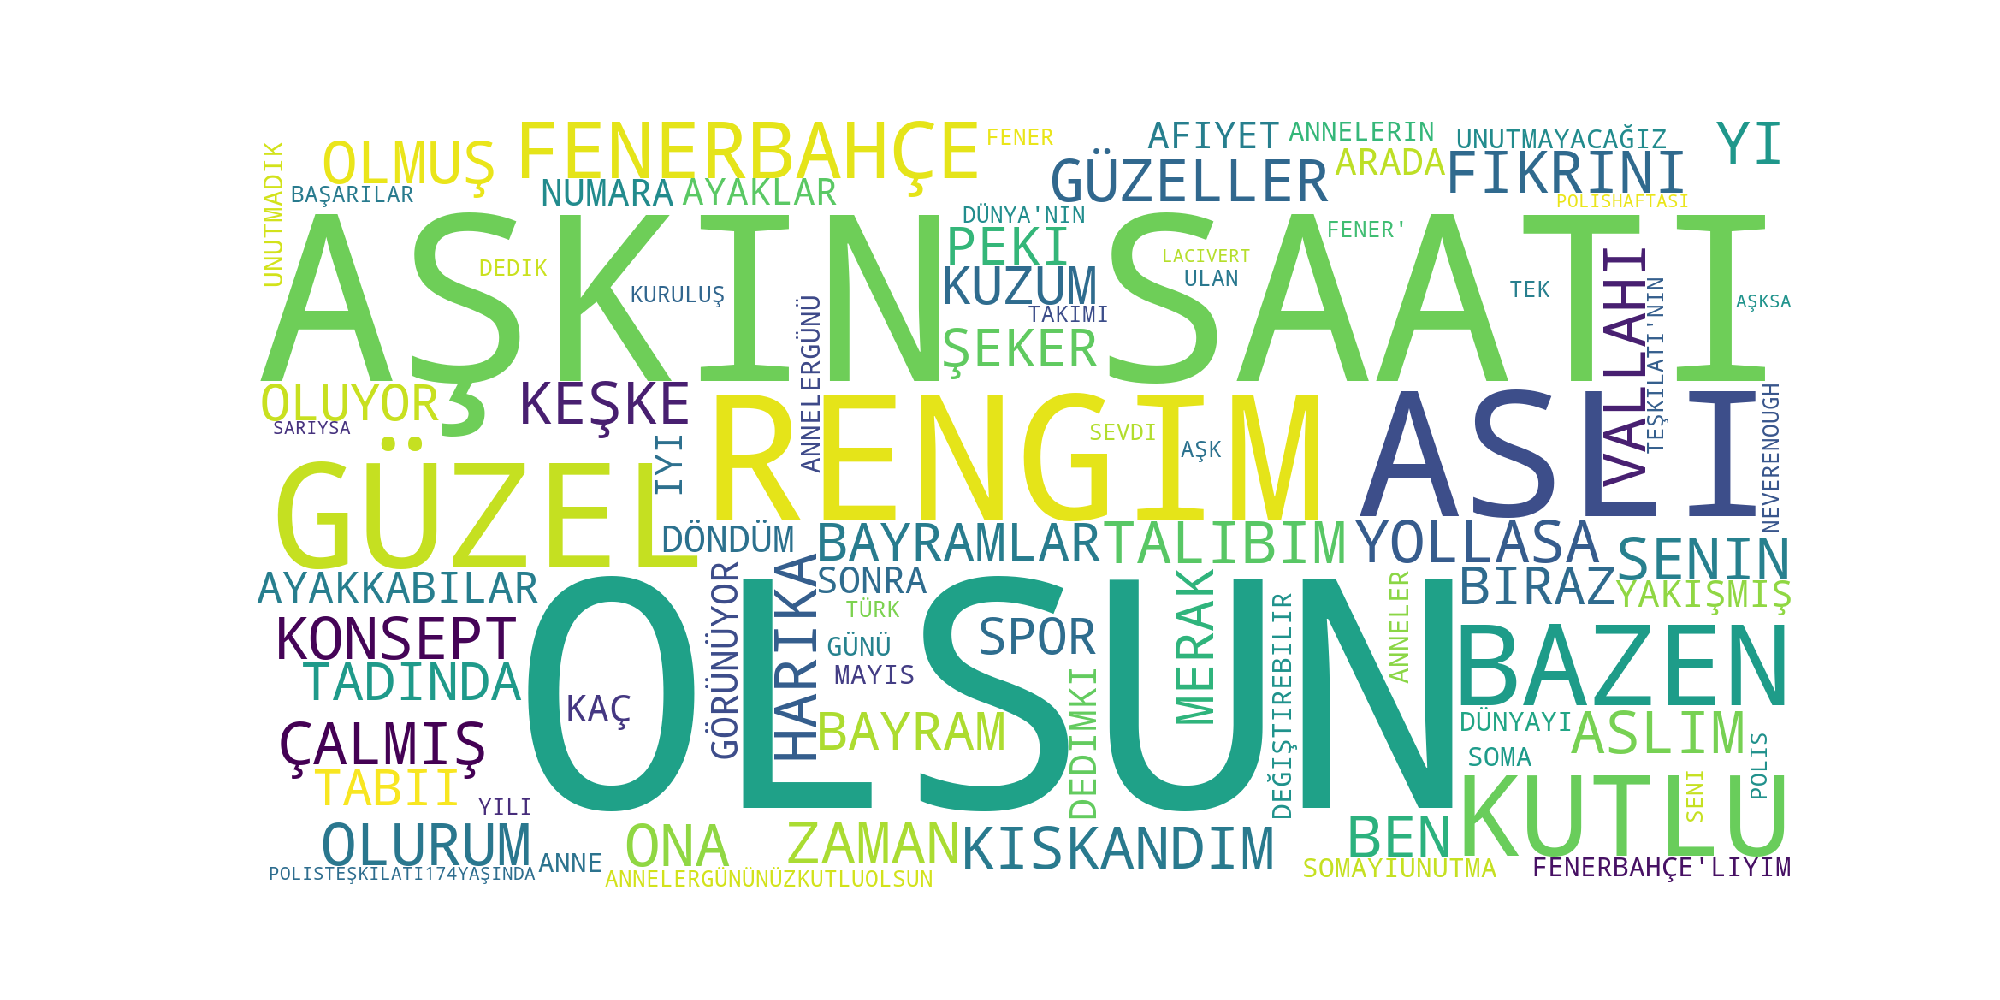 FENERBAHÇE
FENER
AFIYET
ANNELERIN
UNUTMAYACAĞIZ
YI
OLMUŞ
GÜZELLER
ARADA
FIKRINI
UNUTMADIK
BAŞARILAR
NUMARA
AYAKLAR
POLISHAFTASI
AŞKIN SAATI
DÜNYA'NIN
FENER'
PEKI
DEDIK
LACIVERT
VALLAHI
KURULUŞ
KUZUM
ULAN
TEK
TEŞKILATI'NIN
AŞKSA
TAKIMI
ANNELERGÜNÜ
ŞEKER
OLUYOR
KEŞKE
RENGIM
ASLI
SARIYSA
SEVDI
NEVERENOUGH
GÜZEL
IYI
AŞK
DÖNDÜM
BAYRAMLAR
TALIBIM
YOLLASA
SENIN
AYAKKABILAR
OLSUN
GÖRÜNÜYOR
HARIKA
SONRA
MERAK
ANNELER
BIRAZ
YAKIŞMIŞ
TÜRK
KONSEPT
GÜNÜ
SPOR
DEĞIŞTIREBILIR
BAZEN
TADINDA
MAYIS
KAÇ
DEDIMKI
ÇALMIŞ
BAYRAM
DÜNYAYI
ASLIM
SOMA
POLIS
TABII
YILI
KUTLU
SENI
OLURUM
ANNE
ONA
ZAMAN
KISKANDIM
BEN
POLISTEŞKILATI174YAŞINDA
ANNELERGÜNÜNÜZKUTLUOLSUN
SOMAYIUNUTMA
FENERBAHÇE'LIYIM